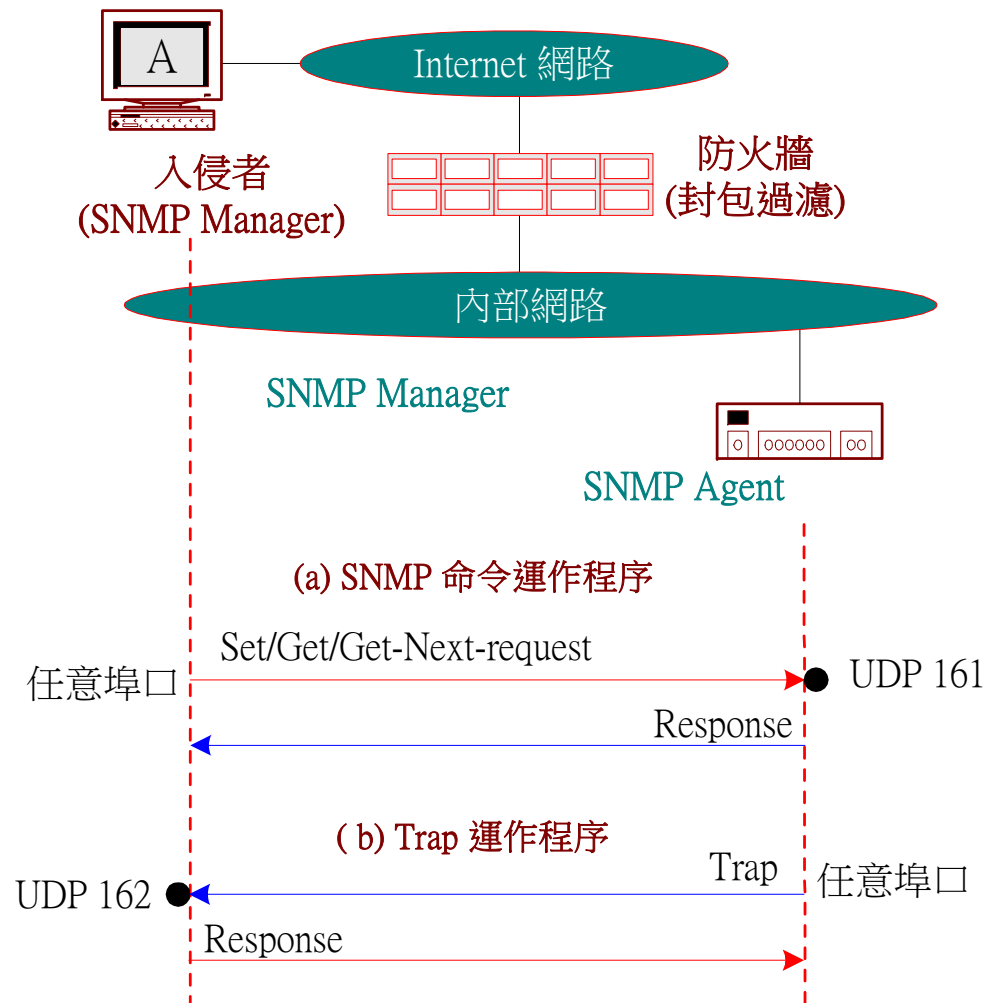 A
Internet 網路
入侵者
(SNMP Manager)
防火牆
(封包過濾)
內部網路
SNMP Manager
SNMP Agent
(a) SNMP 命令運作程序
Set/Get/Get-Next-request
任意埠口
UDP 161
Response
( b) Trap 運作程序
Trap
任意埠口
UDP 162
Response